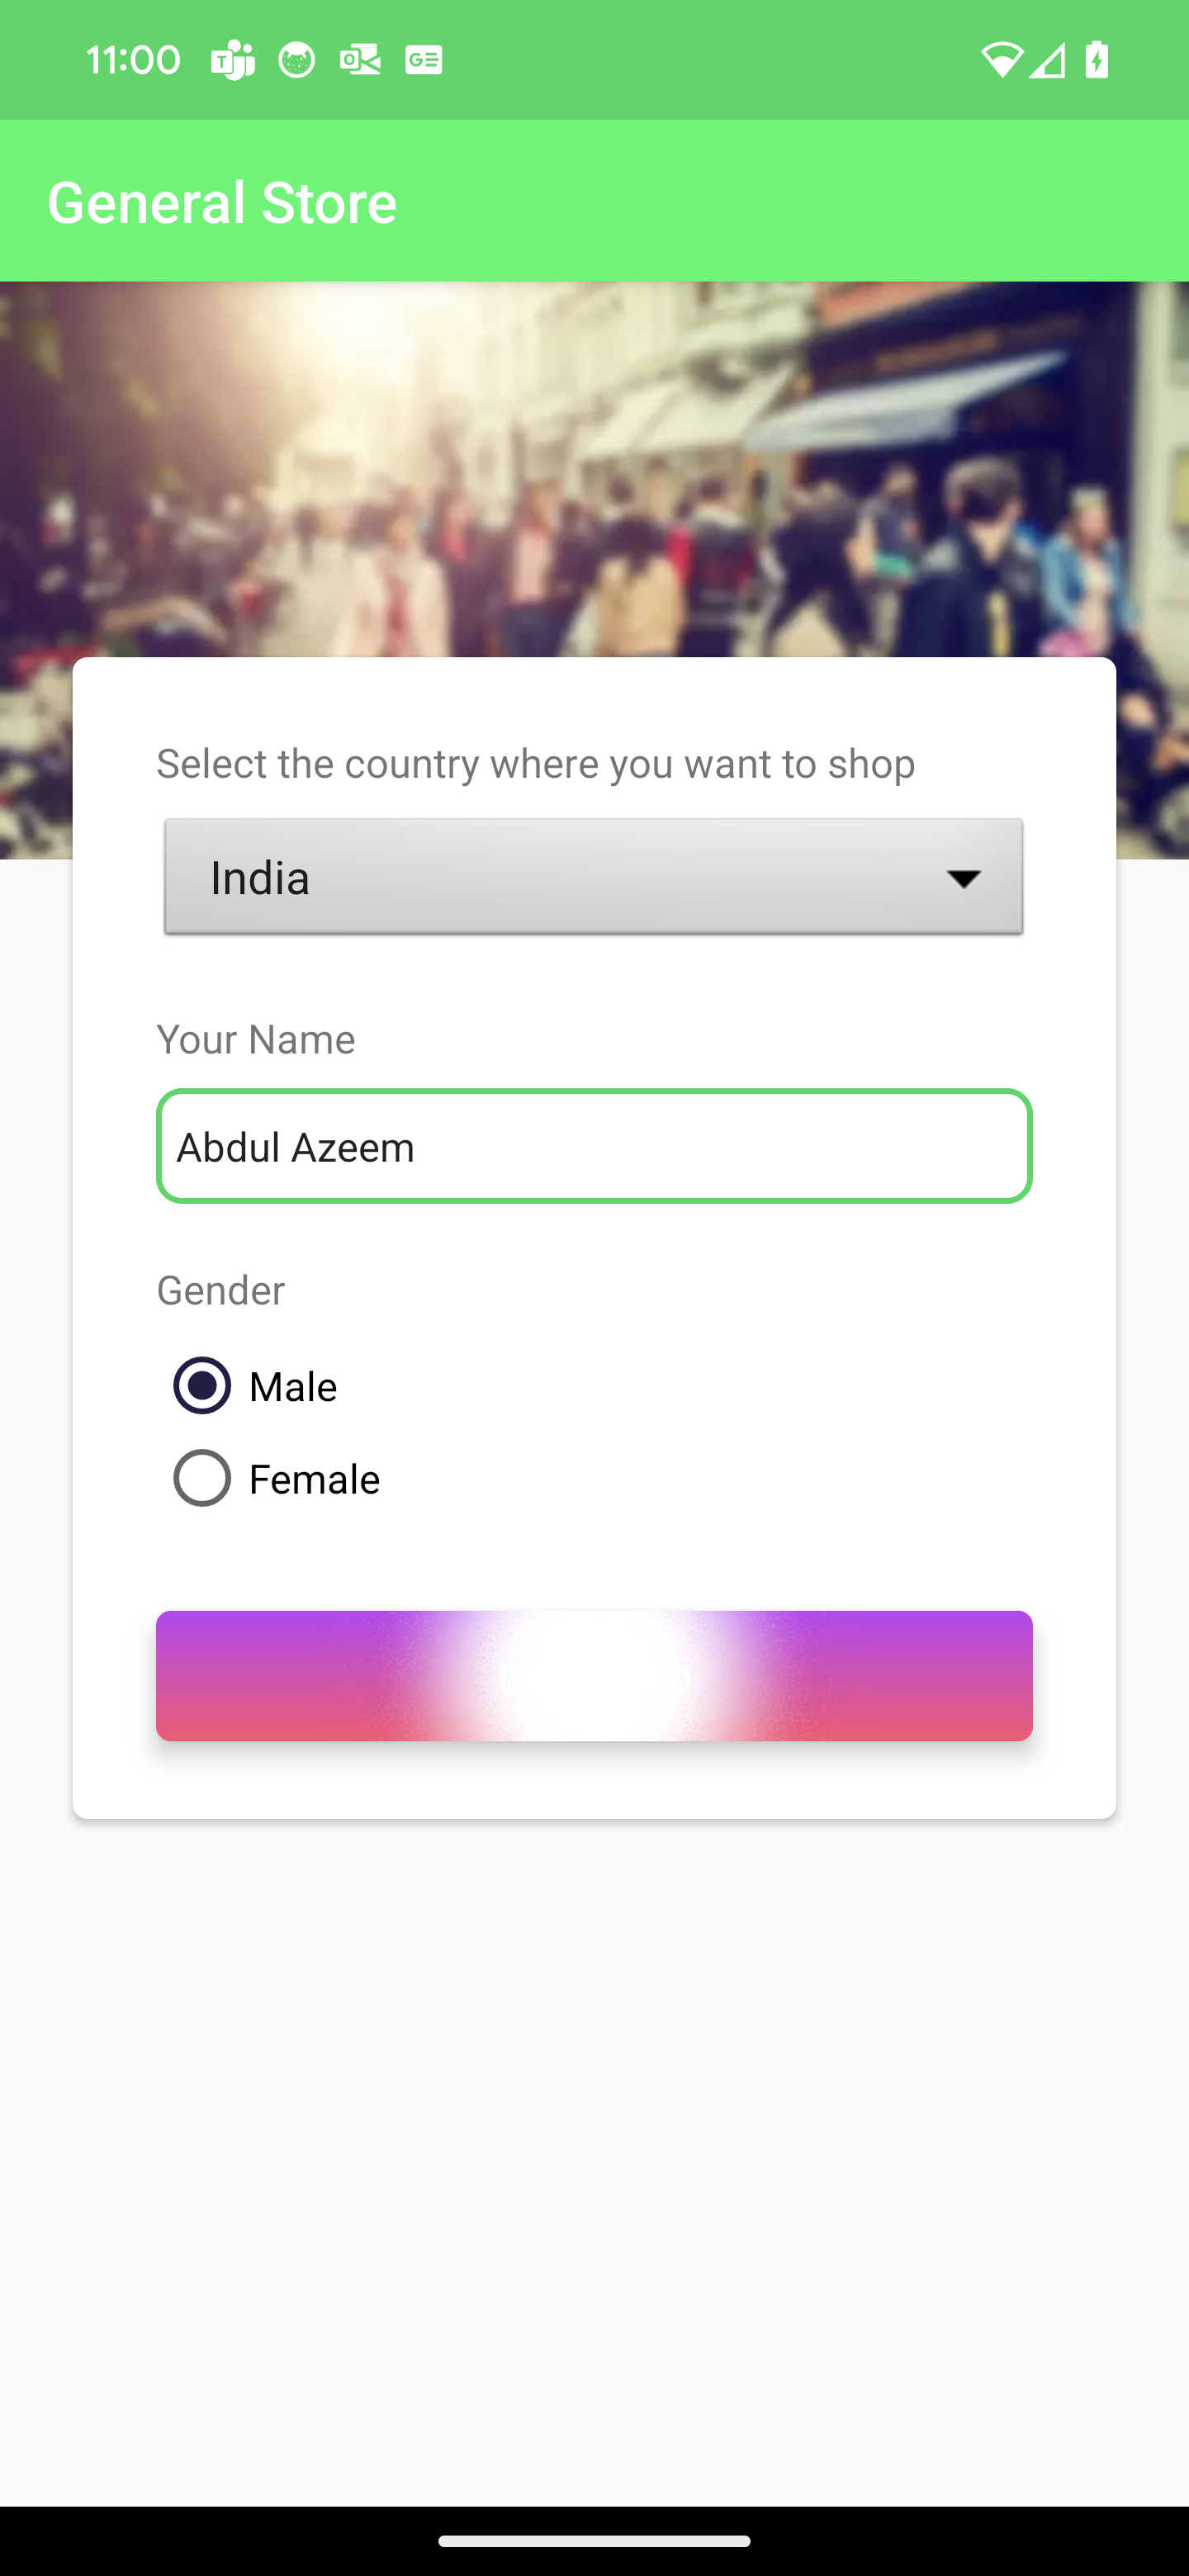 11:00
General Store
Select the country where you want to shop
India
Your Name
Abdul Azeem
Gender
Male
Female